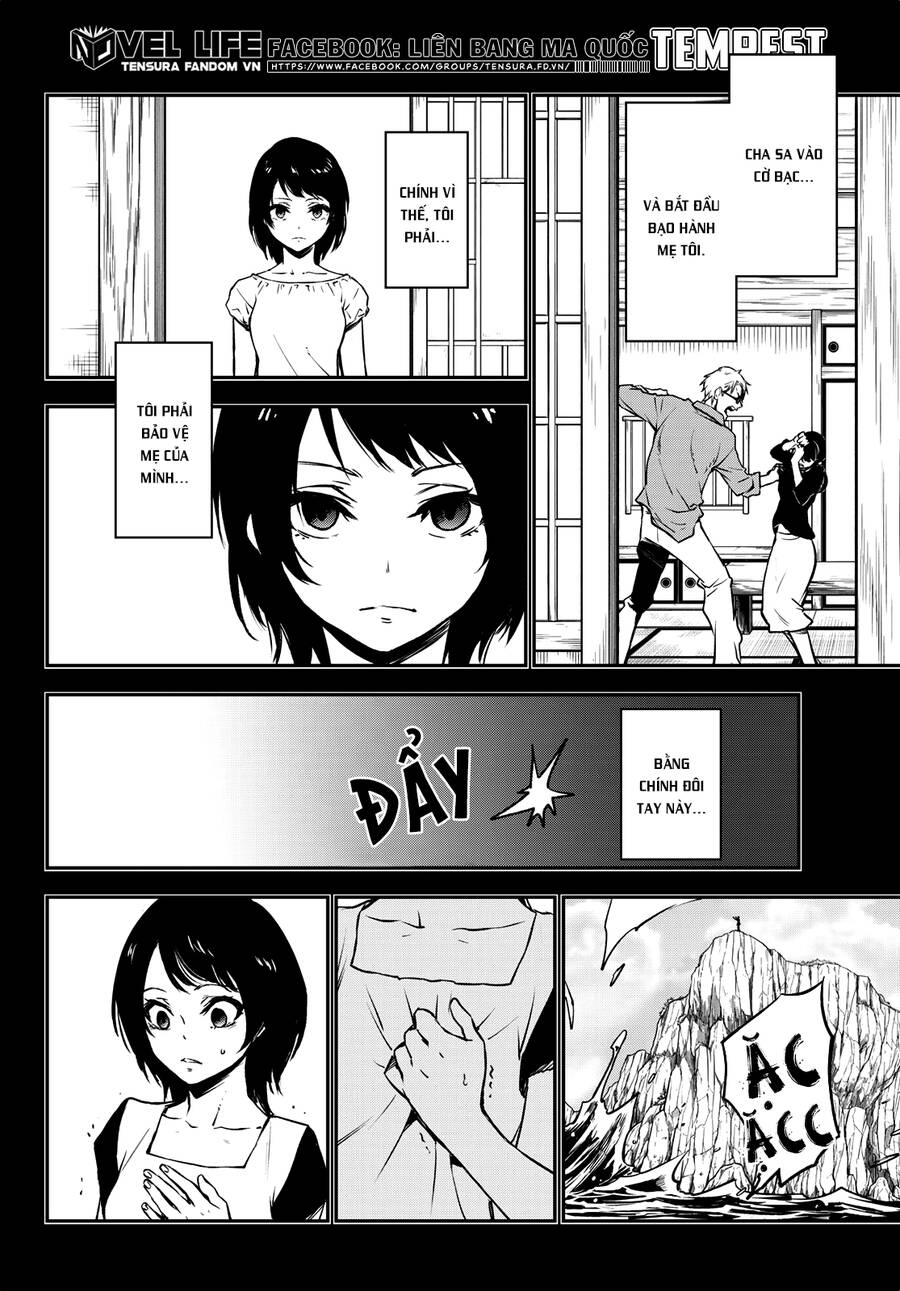 NOVEL LIFE
TENSURA FANDOM VN
FACEBOOK: LIÊN BANG MA QUỐC
HTTPS://WWW.FACEBOOK.COM/GROUPS/TENSURA.FD.VN/
TEMPEST
CHA SA VÀO
CỜ BẠC...
VÀ BẮT ĐẦU
BẠO HÀNH
MẸ TÔI.
CHÍNH VÌ
THẾ, TÔI
PHẢI...
TÔI PHẢI
BẢO VỆ
MẸ CỦA
MÌNH...
BẰNG
CHÍNH ĐÔI
TAY NÀY...
ĐẨY
ẶC
ẶCC